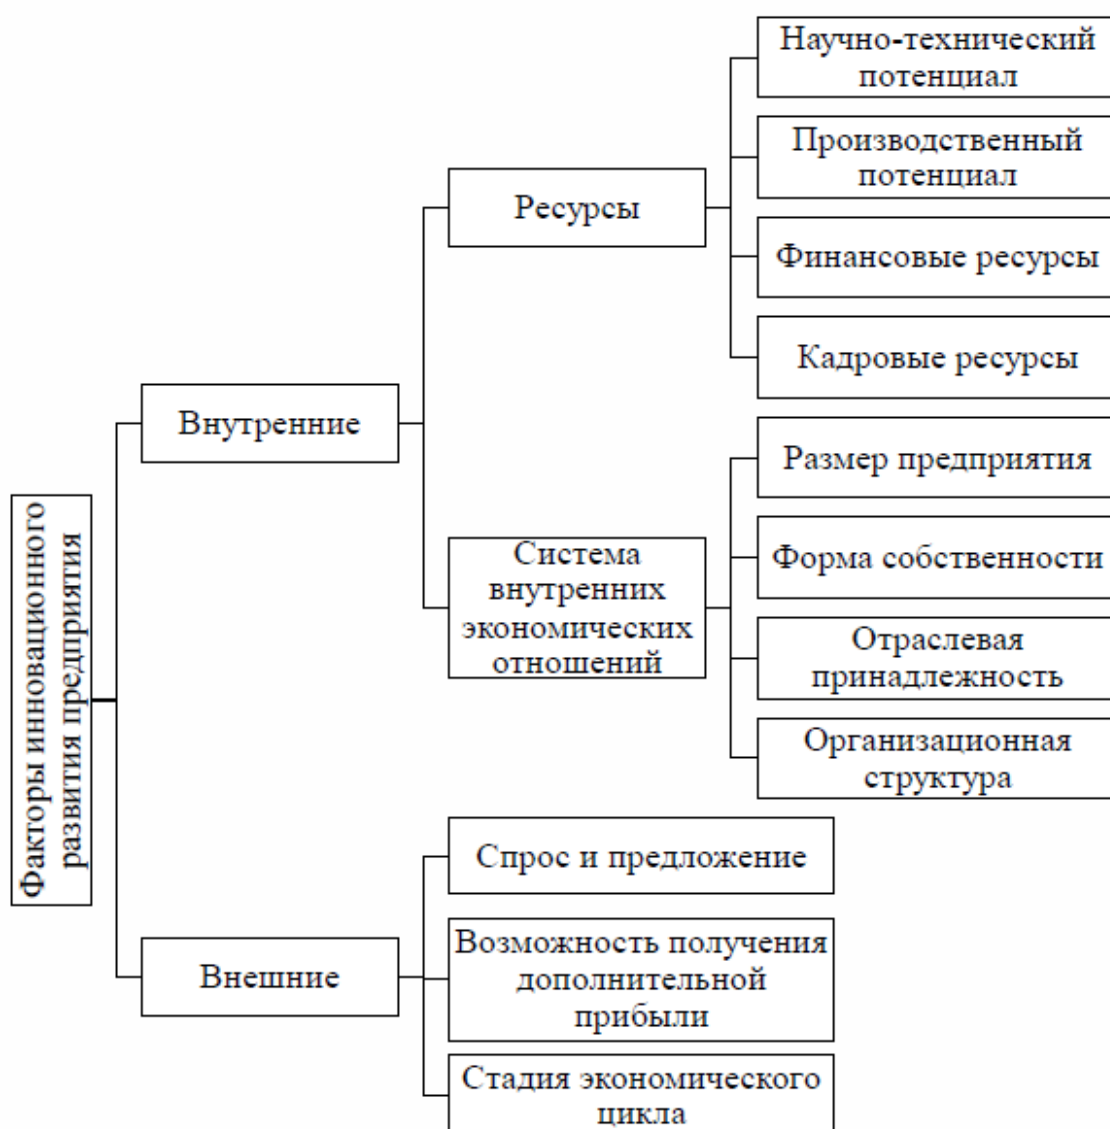 Факторы инновационного
развития предприятия
Внутренние
Ресурсы
Научно-технический
потенциал
Производственный
потенциал
Финансовые ресурсы
Кадровые ресурсы
Система
внутренних
экономических
отношений
Размер предприятия
Форма собственности
Отраслевая
принадлежность
Организационная
структура
Внешние
Спрос и предложение
Возможность получения
дополнительной
прибыли
Стадия экономического
цикла